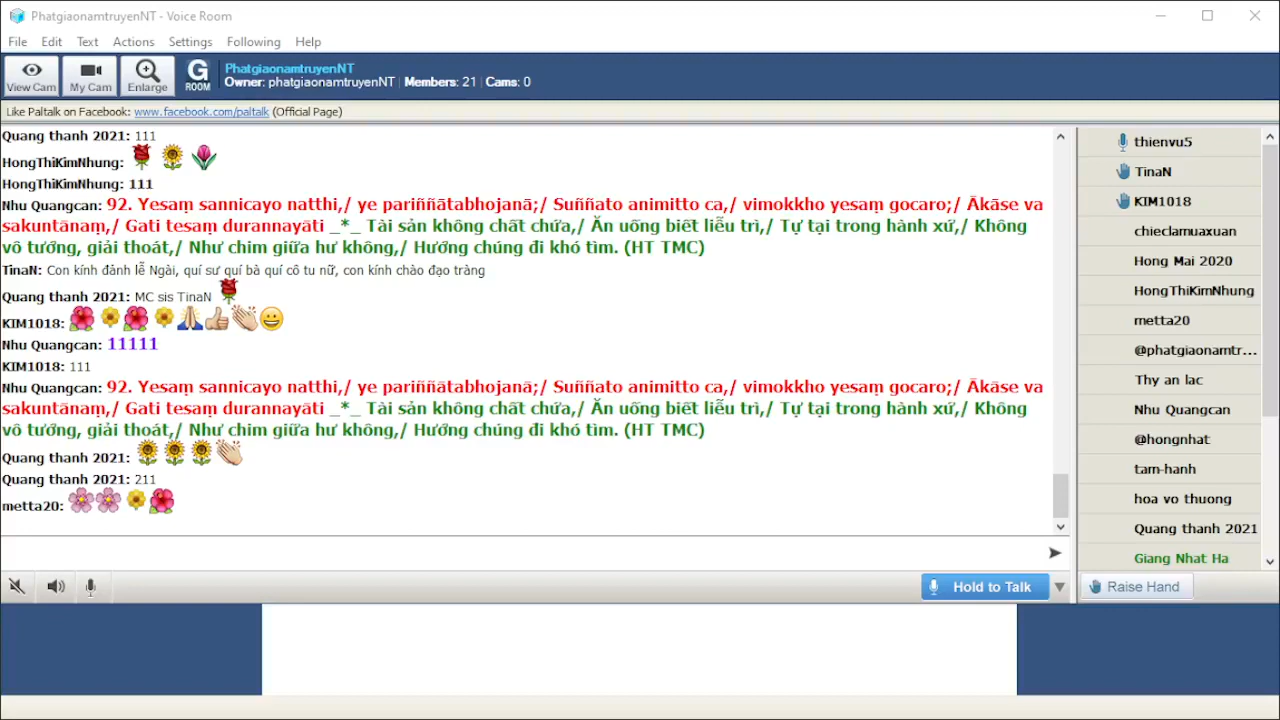 PhatgiaonamtruyenNT - Voice Room
File Edit Text Actions Settings Following Help
View Cam My Cam Enlarge G ROOM
PhatgiaonamtruyenNT
Owner: phatgiaonamtruyenNT | Members: 21 | Cams: 0
Like Paltalk on Facebook: www.facebook.com/paltalk (Official Page)
Quang thanh 2021: 111
HongThiKimNhung:
HongThiKimNhung: 111
Nhu Quangcan: 92. Yesaṃ sannicayo natthi,/ ye pariññātabhojanā;/ Suññato animitto ca,/ vimokkho yesaṃ gocaro;/ Ākāse va
sakuntānaṃ,/ Gati tesaṃ durannayāti _*_ Tài sản không chất chứa,/ Ăn uống biết liễu tri,/ Tự tại trong hành xứ,/ Không
vô tướng, giải thoát,/ Như chim giữa hư không,/ Hướng chúng đi khó tìm. (HT TMC)
TinaN: Con kính đảnh lễ Ngài, quí sư quí bà quí cô tu nữ, con kính chào đạo tràng
Quang thanh 2021: MC sis TinaN
KIM1018:
Nhu Quangcan: 11111
KIM1018: 111
Nhu Quangcan: 92. Yesaṃ sannicayo natthi,/ ye pariññātabhojanā;/ Suññato animitto ca,/ vimokkho yesaṃ gocaro;/ Ākāse va
sakuntānaṃ,/ Gati tesaṃ durannayāti _*_ Tài sản không chất chứa,/ Ăn uống biết liễu tri,/ Tự tại trong hành xứ,/ Không
vô tướng, giải thoát,/ Như chim giữa hư không,/ Hướng chúng đi khó tìm. (HT TMC)
Quang thanh 2021:
Quang thanh 2021: 211
metta20:
Hold to Talk
thienvu5
TinaN
KIM1018
chieclamuaxuan
Hong Mai 2020
HongThiKimNhung
metta20
@phatgiaonamtr...
Thy an lac
Nhu Quangcan
@hongnhat
tam-hanh
hoa vo thuong
Quang thanh 2021
Giang Nhat Ha
Raise Hand